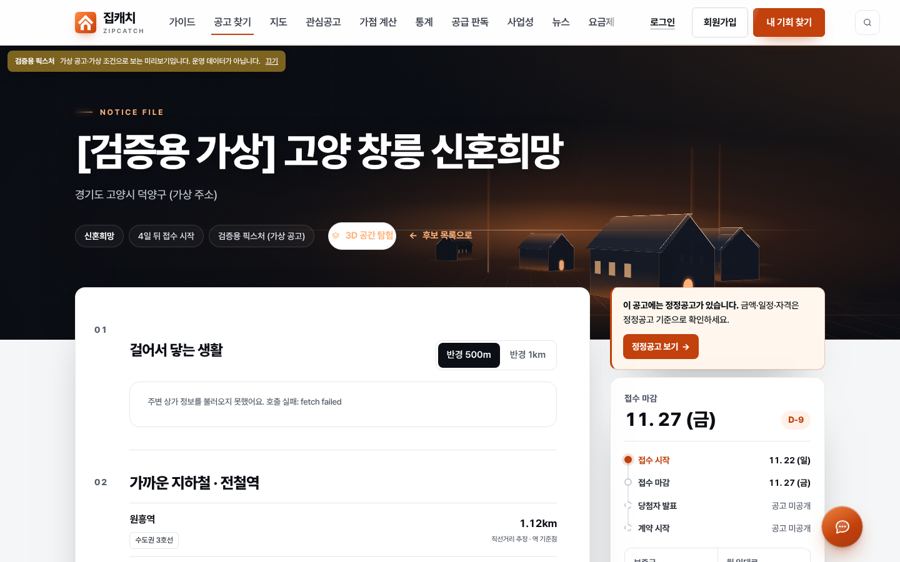 집캐치
ZIPCATCH
가이드 공고 찾기 지도 관심공고 가점 계산 통계 공급 판독 사업성 뉴스 요금제
로그인
회원가입
내 기회 찾기
검증용 픽스처 가상 공고·가상 조건으로 보는 미리보기입니다. 운영 데이터가 아닙니다. 끄기
NOTICE FILE
[검증용 가상] 고양 창릉 신혼희망
경기도 고양시 덕양구 (가상 주소)
신혼희망 4일 뒤 접수 시작 검증용 픽스처 (가상 공고) 3D 공간 탐험 ← 후보 목록으로
이 공고에는 정정공고가 있습니다. 금액·일정·자격은
정정공고 기준으로 확인하세요.
정정공고 보기 →
01
걸어서 닿는 생활
반경 500m 반경 1km
주변 상가 정보를 불러오지 못했어요. 호출 실패: fetch failed
02
가까운 지하철 · 전철역
원흥역
수도권 3호선
1.12km
직선거리 추정 · 역 기준점
접수 마감
11. 27 (금)
D-9
접수 시작 11. 22 (일)
접수 마감 11. 27 (금)
당첨자 발표 공고 미공개
계약 시작 공고 미공개